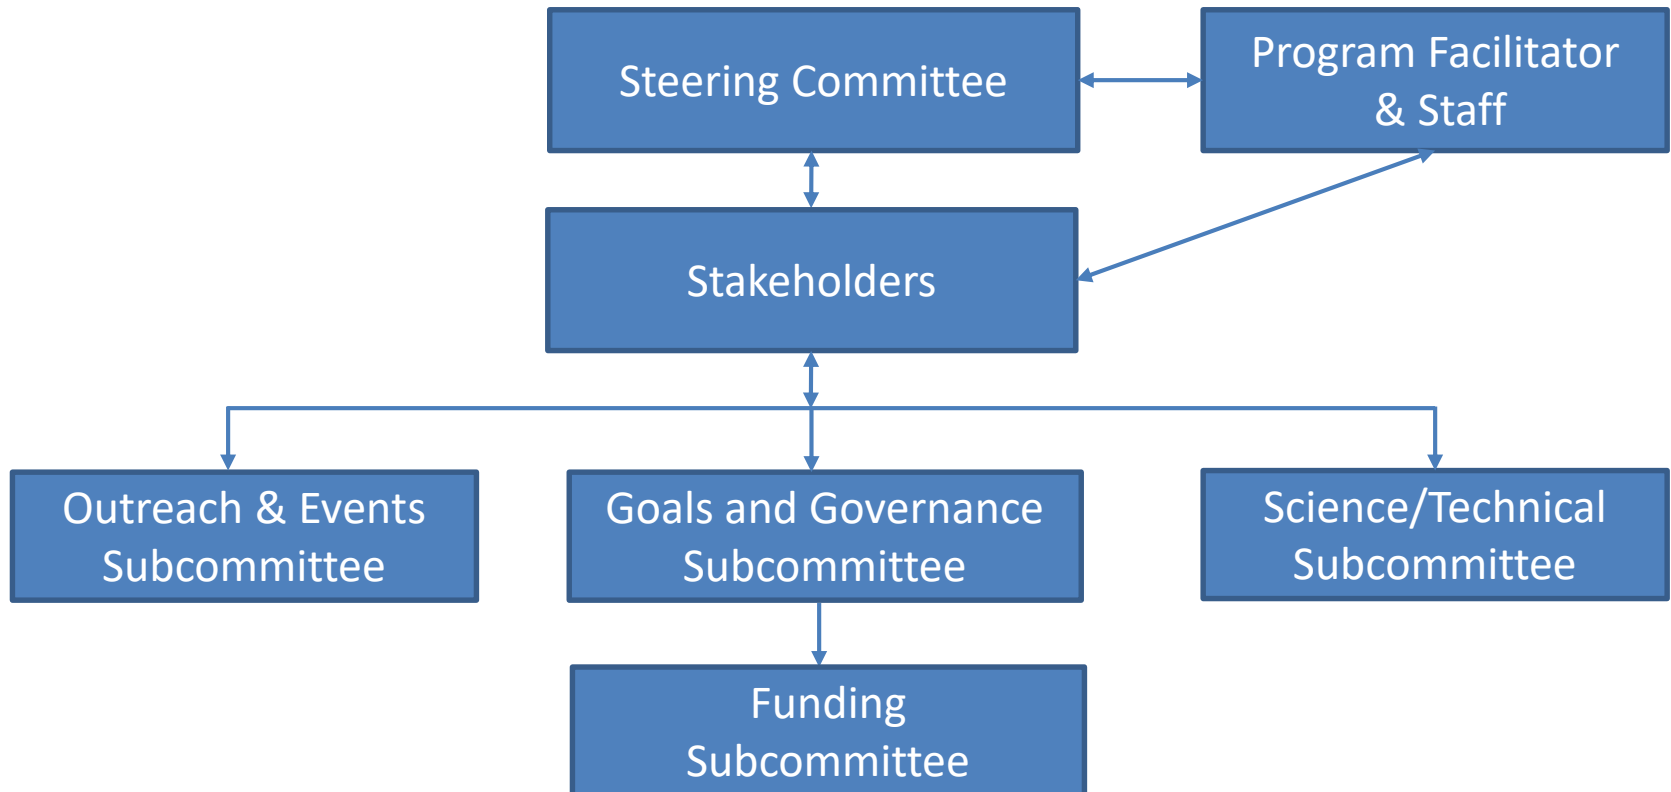 Steering Committee
Program Facilitator
& Staff
Stakeholders
Outreach & Events
Subcommittee
Goals and Governance
Subcommittee
Science/Technical
Subcommittee
Funding
Subcommittee